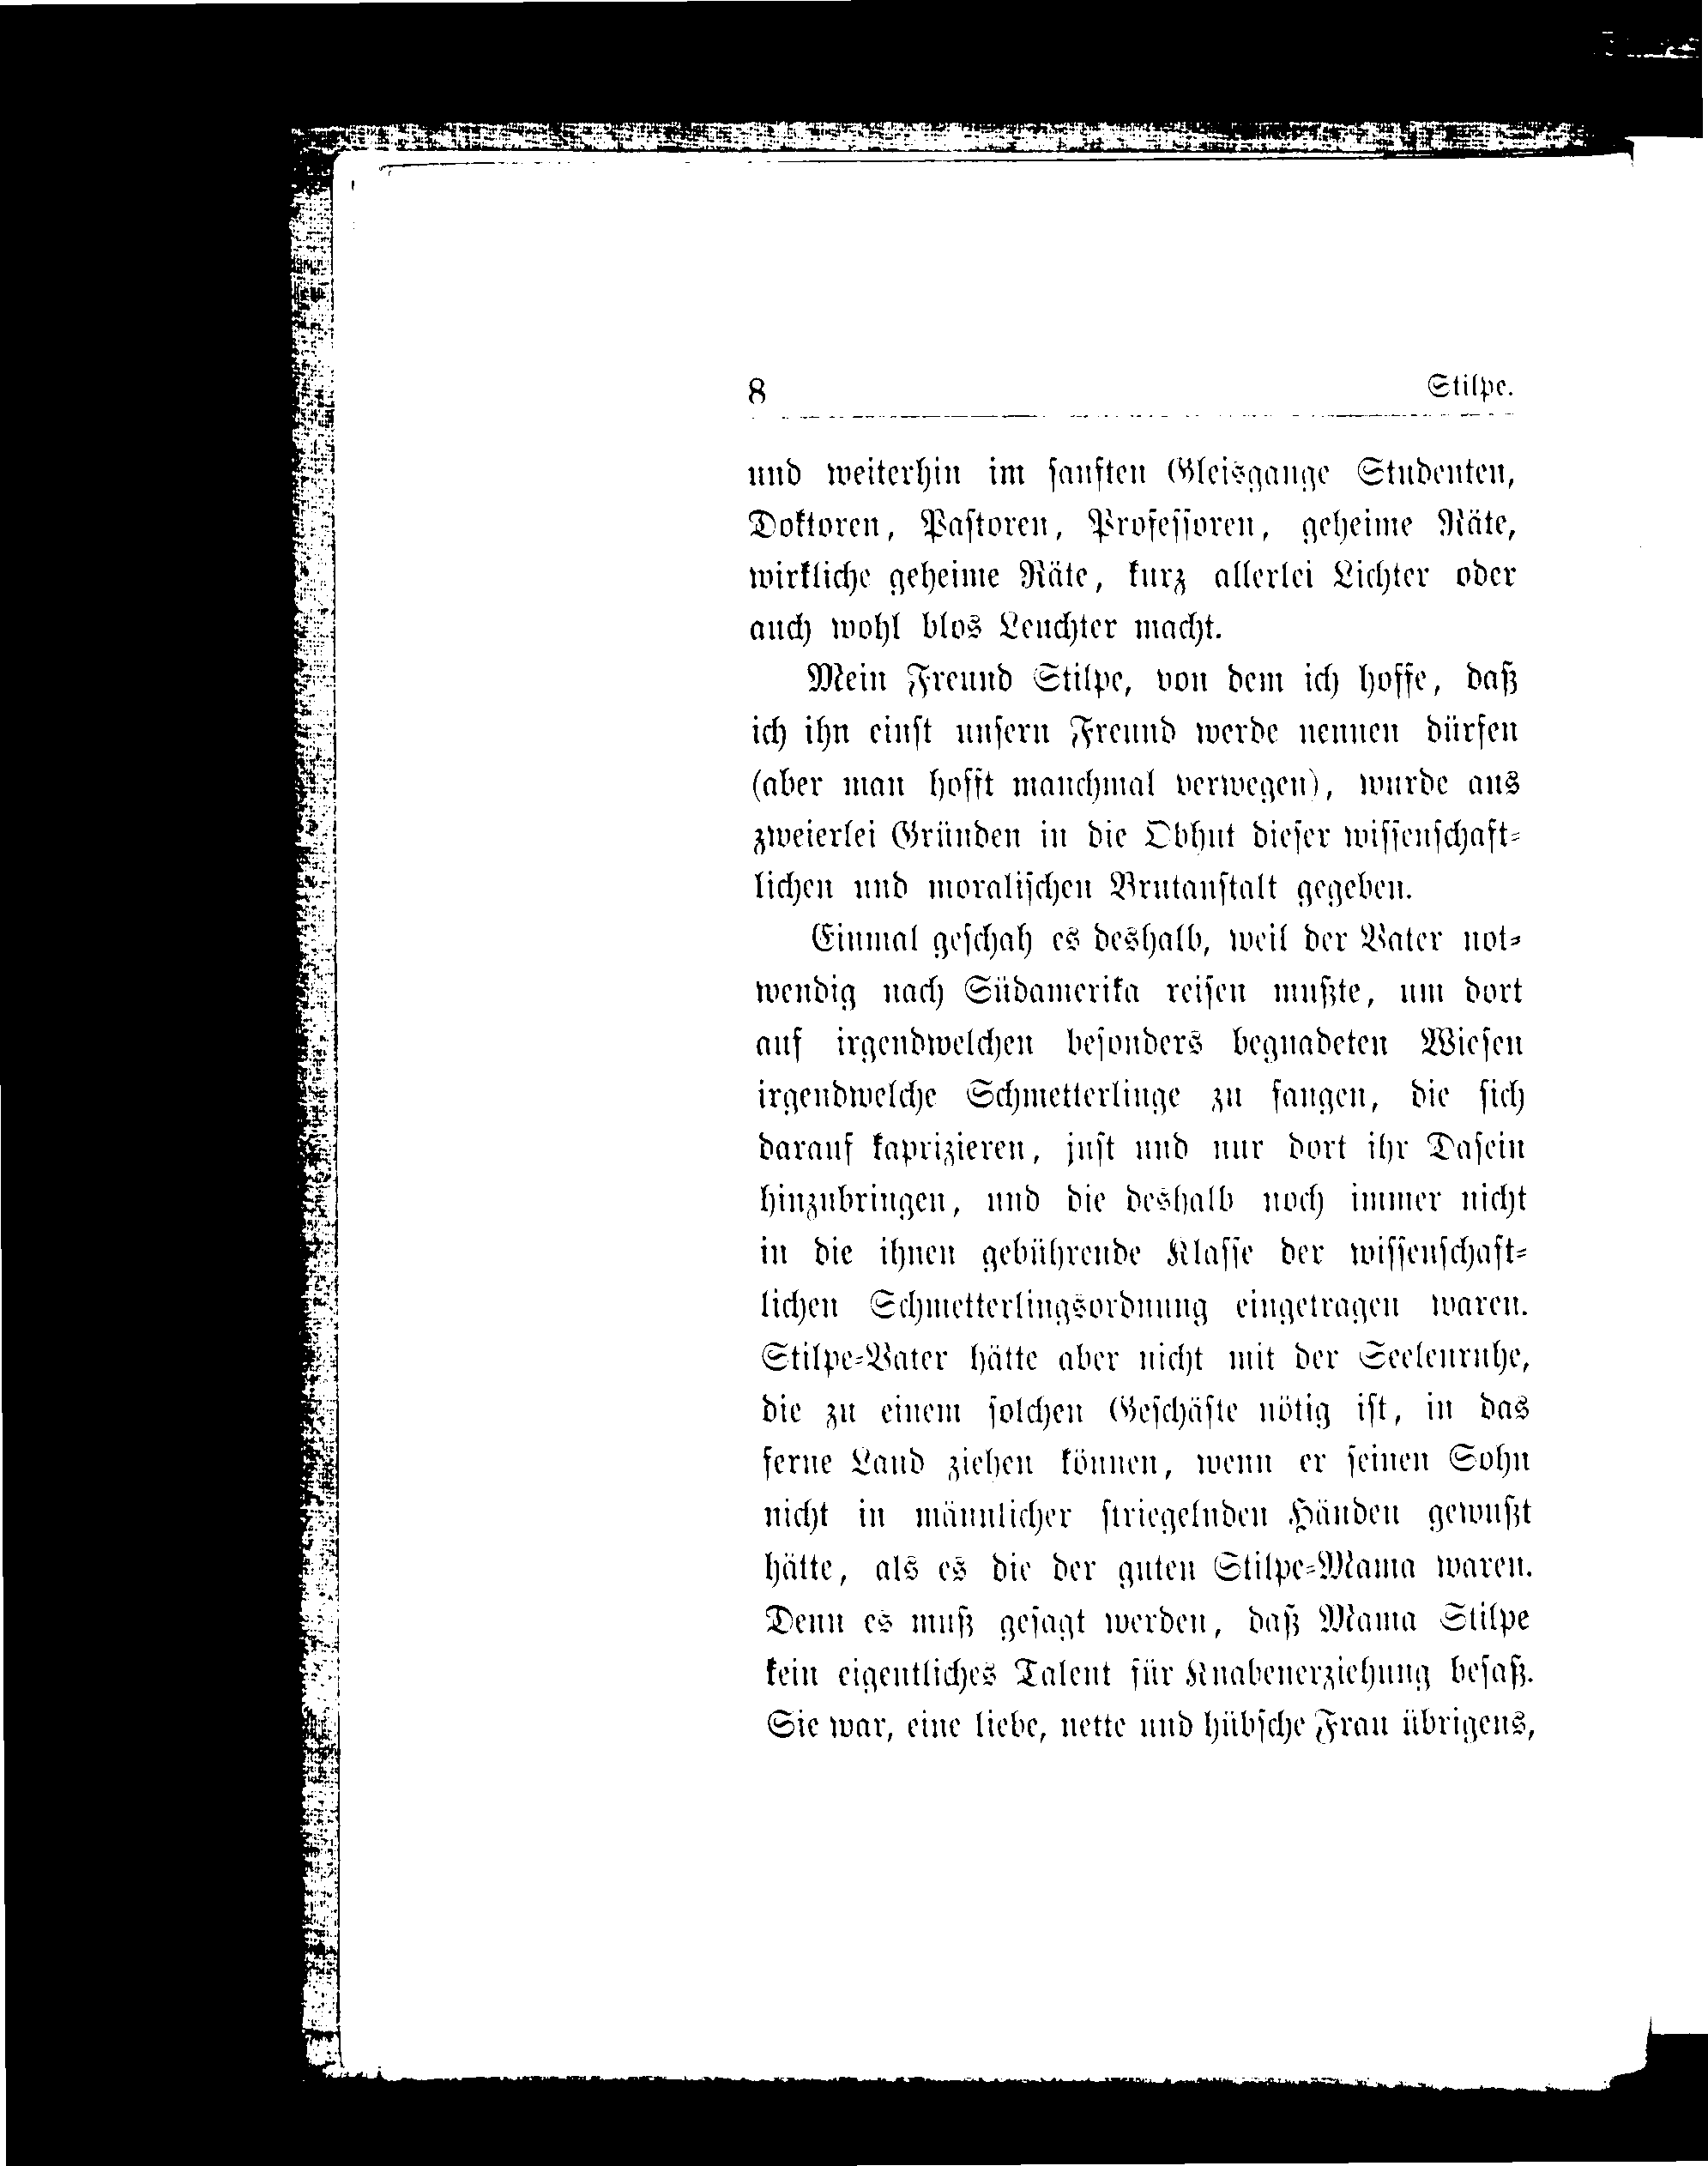 8 Stilpe.
und weiterhin im sanften Gleisgange Studenten,
Doktoren, Pastoren, Professoren, geheime Räte,
wirkliche geheime Räte, kurz allerlei Lichter oder
auch wohl blos Leuchter macht.
Mein Freund Stilpe, von dem ich hoffe, daß
ich ihn einst unsern Freund werde nennen dürfen
(aber man hofft manchmal verwegen), wurde aus
zweierlei Gründen in die Obhut dieser wissenschaft-
lichen und moralischen Brutanstalt gegeben.
Einmal geschah es deshalb, weil der Vater not-
wendig nach Südamerika reisen mußte, um dort
auf irgendwelchen besonders begnadeten Wiesen
irgendwelche Schmetterlinge zu fangen, die sich
darauf kaprizieren, just und nur dort ihr Dasein
hinzubringen, und die deshalb noch immer nicht
in die ihnen gebührende Klasse der wissenschaft-
lichen Schmetterlingsordnung eingetragen waren.
Stilpe-Vater hätte aber nicht mit der Seelenruhe,
die zu einem solchen Geschäfte nötig ist, in das
ferne Land ziehen können, wenn er seinen Sohn
nicht in männlicher striegelnden Händen gewußt
hätte, als es die der guten Stilpe-Mama waren.
Denn es muß gesagt werden, daß Mama Stilpe
kein eigentliches Talent für Knabenerziehung besaß.
Sie war, eine liebe, nette und hübsche Frau übrigens,